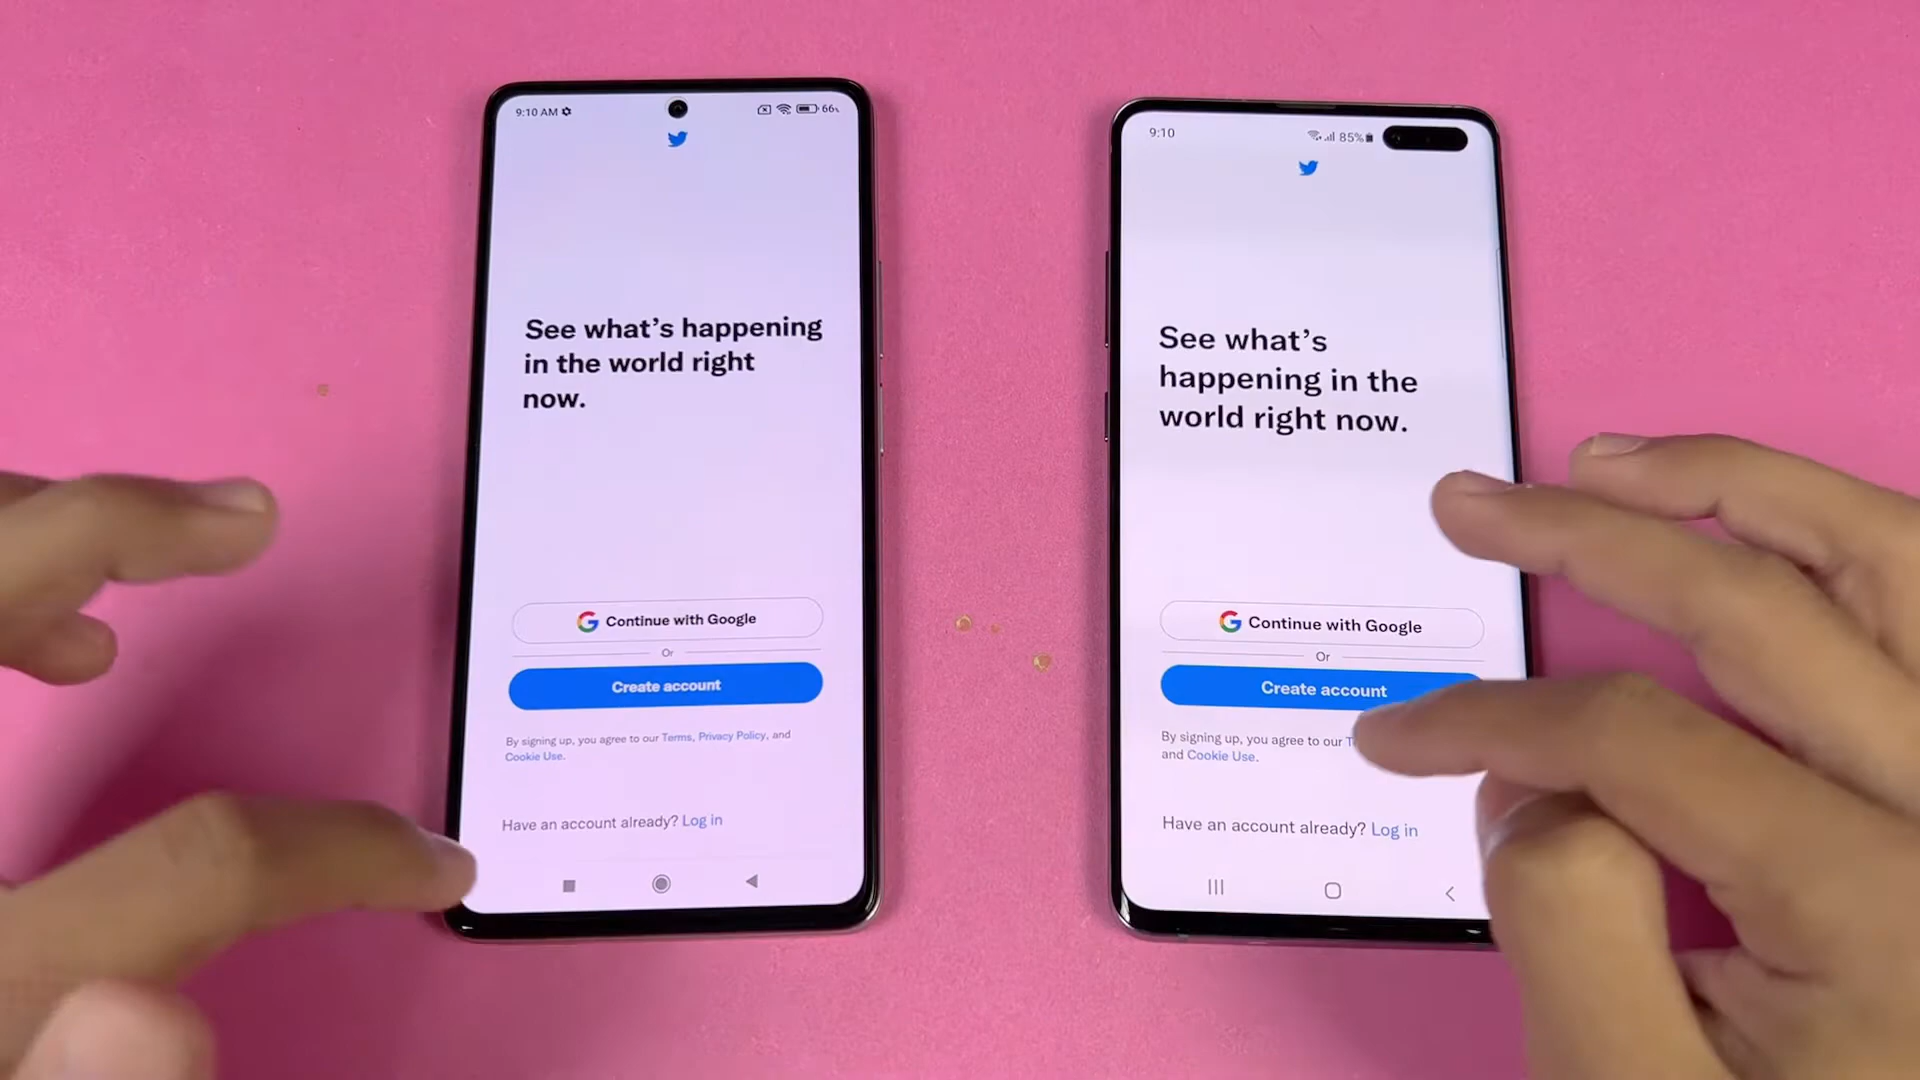 9:10 AM
66%
See what's happening
in the world right
now.
Continue with Google
Or
Create account
By signing up, you agree to our Terms, Privacy Policy, and
Cookie Use.
Have an account already? Log in
9:10
85%
See what's
happening in the
world right now.
Continue with Google
Or
Create account
By signing up, you agree to our
and Cookie Use.
Have an account already? Log in